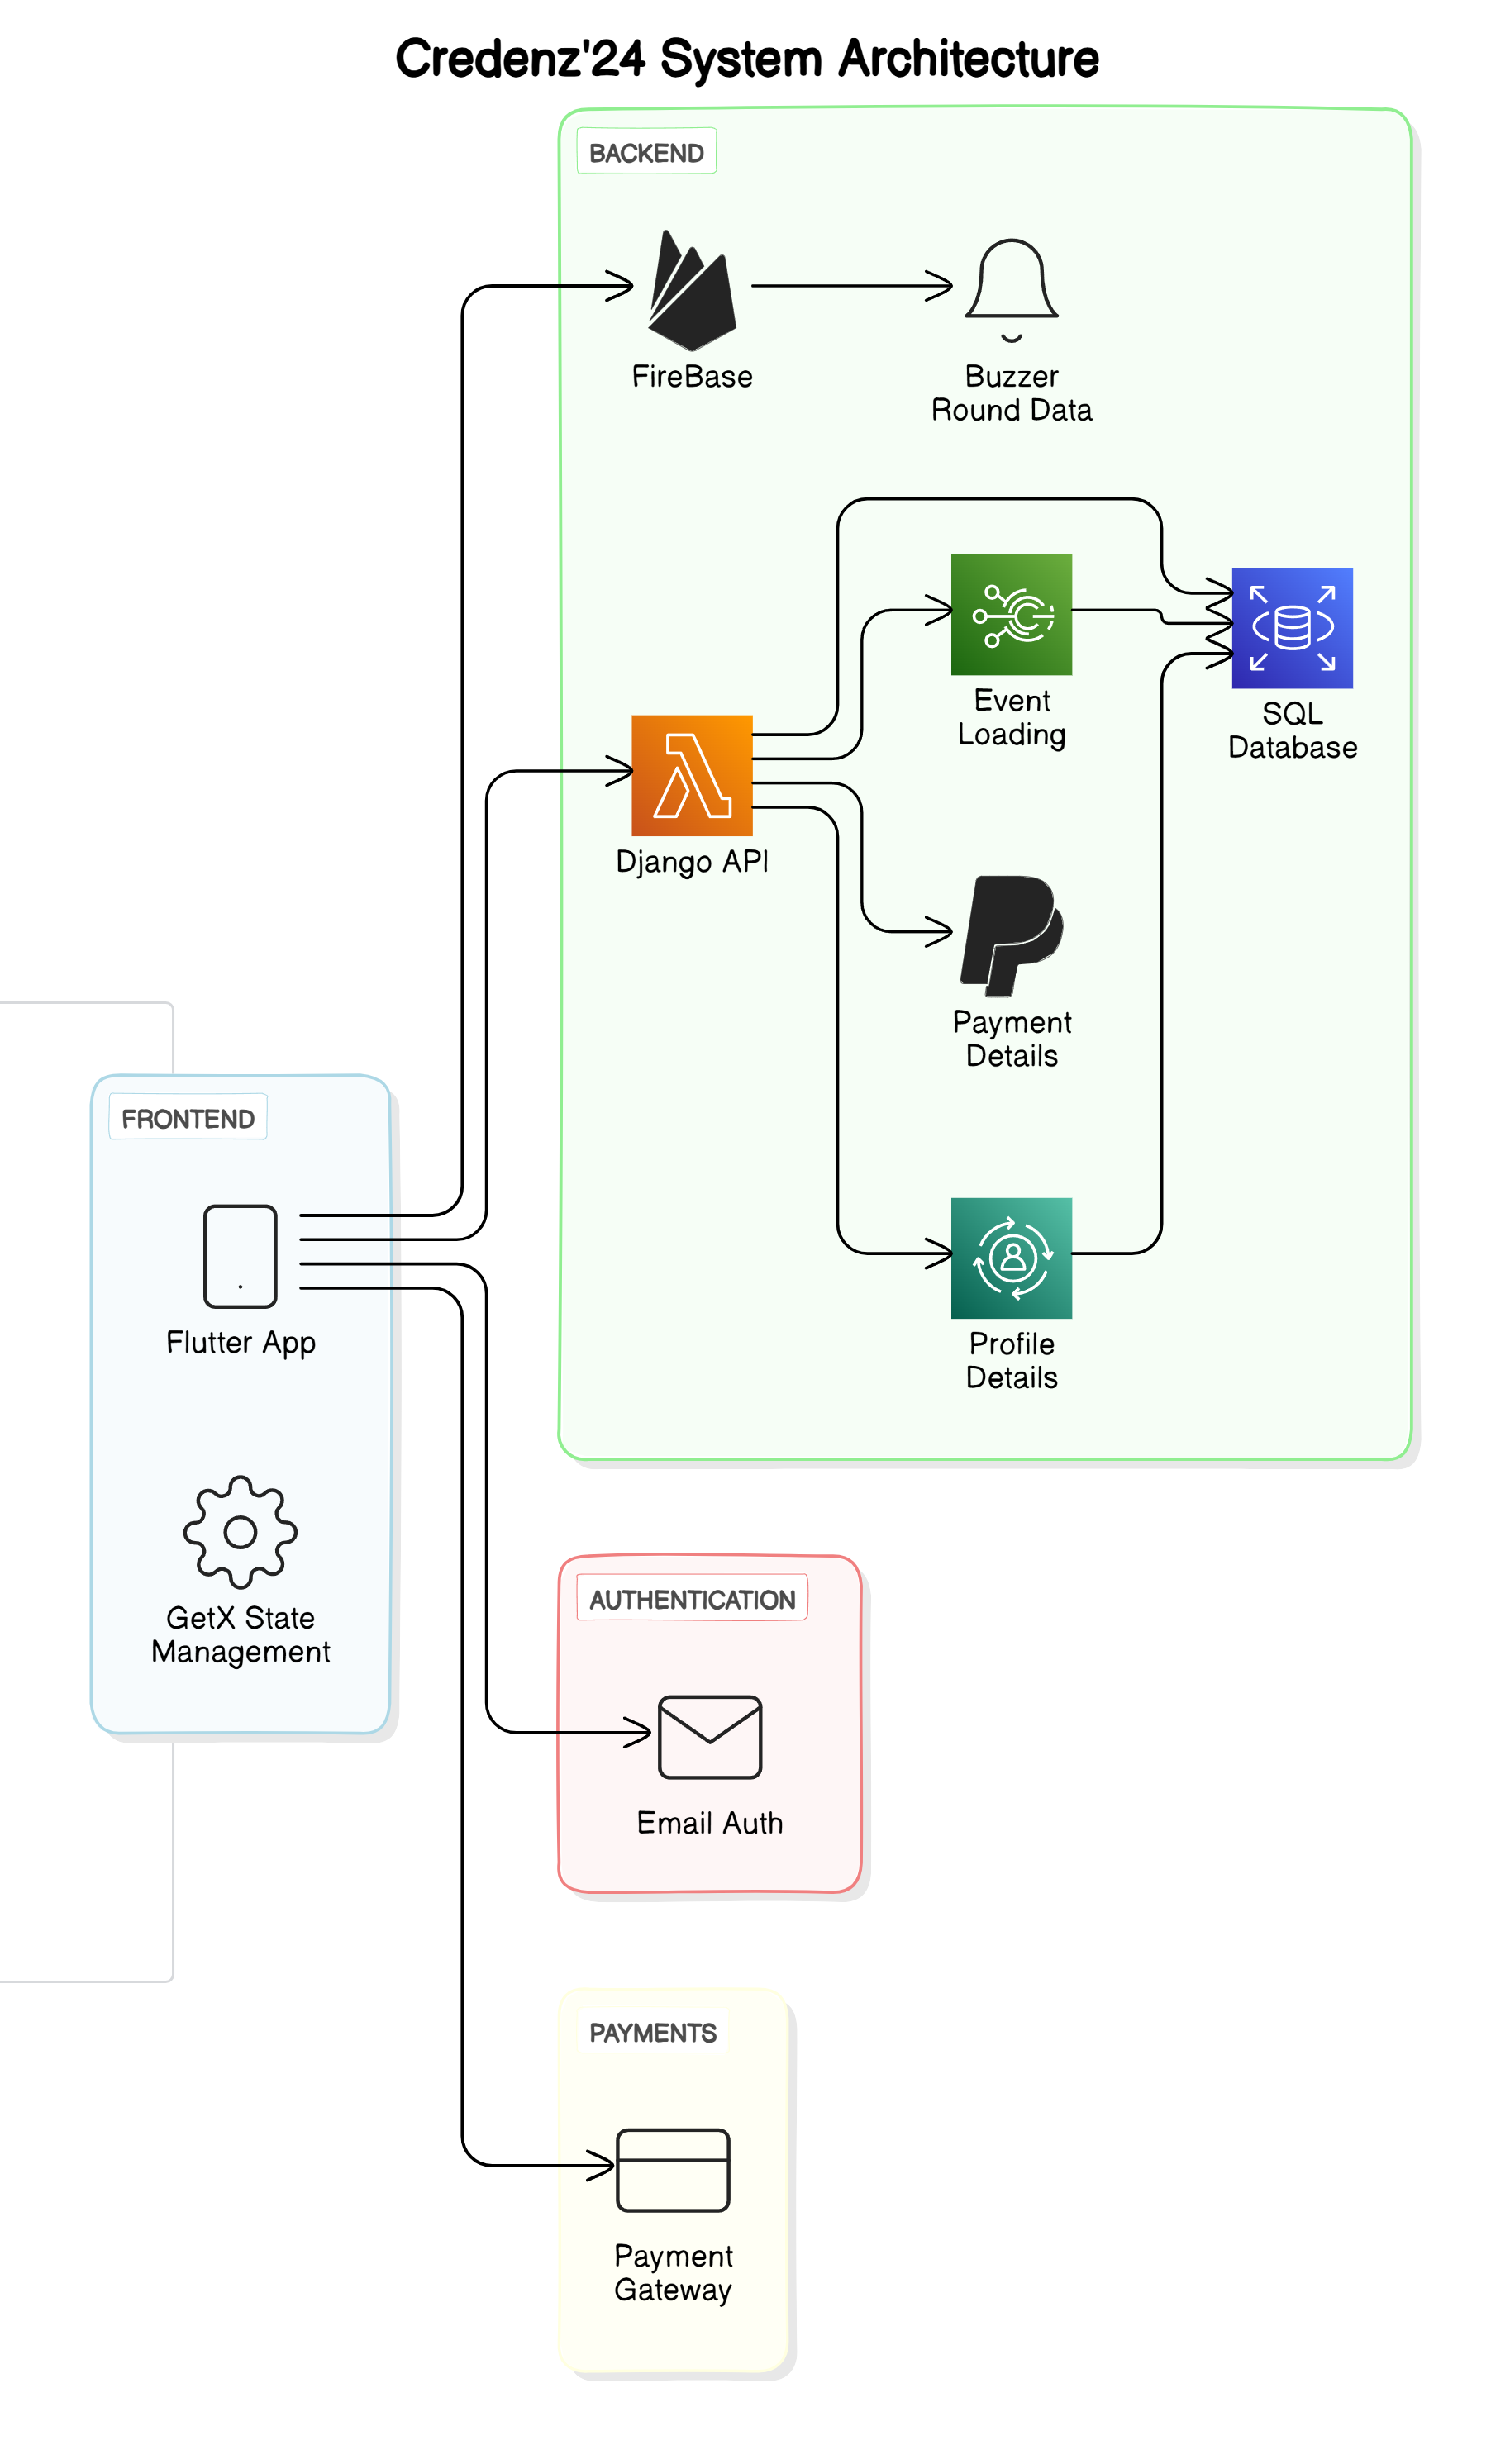 Credenz'24 System Architecture
BACKEND
FireBase
Buzzer
Round Data
Event
Loading
SQL
Database
Django API
Payment
Details
FRONTEND
Flutter App
Profile
Details
GetX State
Management
AUTHENTICATION
Email Auth
PAYMENTS
Payment
Gateway